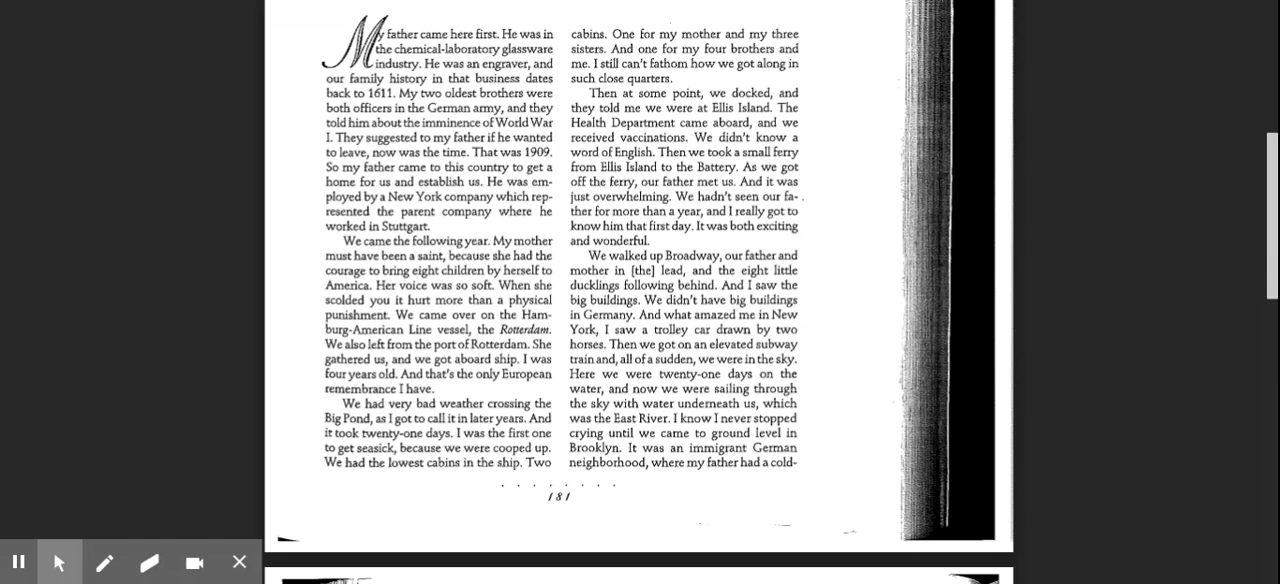 My father came here first. He was in
the chemical-laboratory glassware
industry. He was an engraver, and
our family history in that business dates
back to 1611. My two oldest brothers were
both officers in the German army, and they
told him about the imminence of World War
I. They suggested to my father if he wanted
to leave, now was the time. That was 1909.
So my father came to this country to get a
home for us and establish us. He was em-
ployed by a New York company which rep-
resented the parent company where he
worked in Stuttgart.
We came the following year. My mother
must have been a saint, because she had the
courage to bring eight children by herself to
America. Her voice was so soft. When she
scolded you it hurt more than a physical
punishment. We came over on the Ham-
burg-American Line vessel, the Rotterdam.
We also left from the port of Rotterdam. She
gathered us, and we got aboard ship. I was
four years old. And that's the only European
remembrance I have.
We had very bad weather crossing the
Big Pond, as I got to call it in later years. And
it took twenty-one days. I was the first one
to get seasick, because we were cooped up.
We had the lowest cabins in the ship. Two
cabins. One for my mother and my three
sisters. And one for my four brothers and
me. I still can't fathom how we got along in
such close quarters.
Then at some point, we docked, and
they told me we were at Ellis Island. The
Health Department came aboard, and we
received vaccinations. We didn't know a
word of English. Then we took a small ferry
from Ellis Island to the Battery. As we got
off the ferry, our father met us. And it was
just overwhelming. We hadn't seen our fa-
ther for more than a year, and I really got to
know him that first day. It was both exciting
and wonderful.
We walked up Broadway, our father and
mother in [the] lead, and the eight little
ducklings following behind. And I saw the
big buildings. We didn't have big buildings
in Germany. And what amazed me in New
York, I saw a trolley car drawn by two
horses. Then we got on an elevated subway
train and, all of a sudden, we were in the sky.
Here we were twenty-one days on the
water, and now we were sailing through
the sky with water underneath us, which
was the East River. I know I never stopped
crying until we came to ground level in
Brooklyn. It was an immigrant German
neighborhood, where my father had a cold-
181